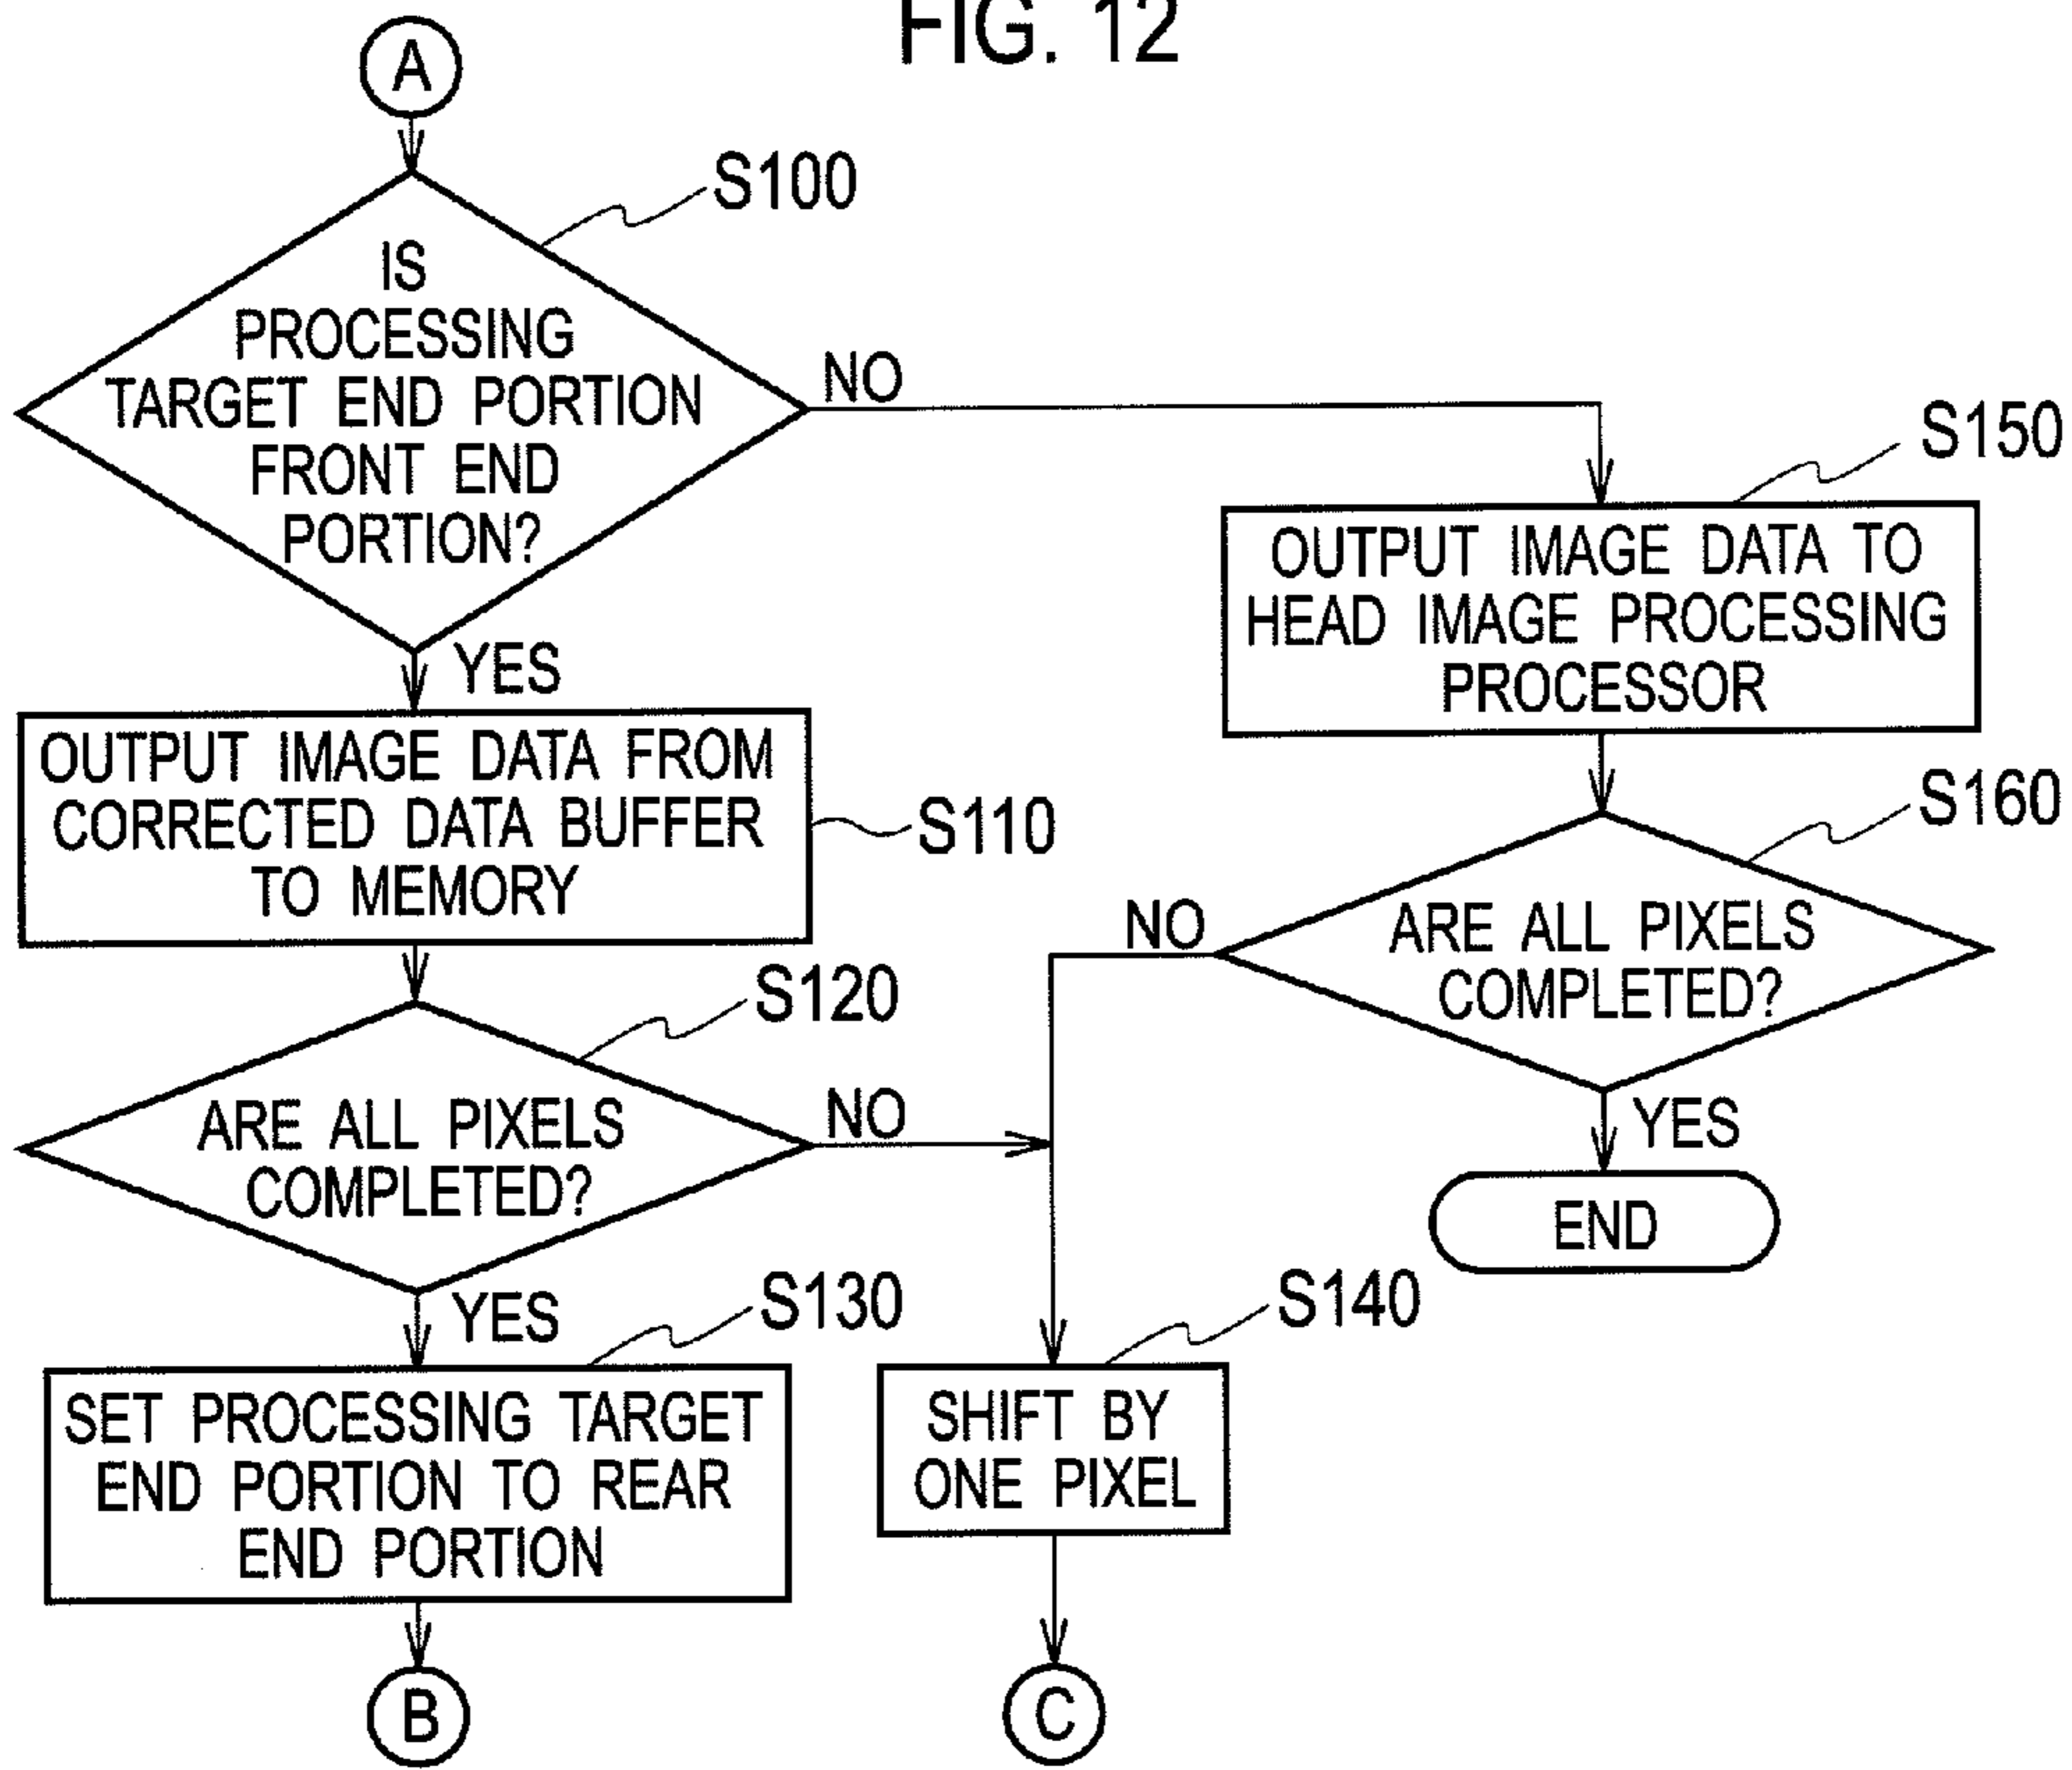 FIG. 12
A
S100
IS
PROCESSING
TARGET END PORTION
FRONT END
PORTION?
NO
YES
S150
OUTPUT IMAGE DATA TO
HEAD IMAGE PROCESSING
PROCESSOR
OUTPUT IMAGE DATA FROM
CORRECTED DATA BUFFER
TO MEMORY
S110
S160
ARE ALL PIXELS
COMPLETED?
NO
YES
END
S120
ARE ALL PIXELS
COMPLETED?
NO
YES
S130
SET PROCESSING TARGET
END PORTION TO REAR
END PORTION
S140
SHIFT BY
ONE PIXEL
B
C